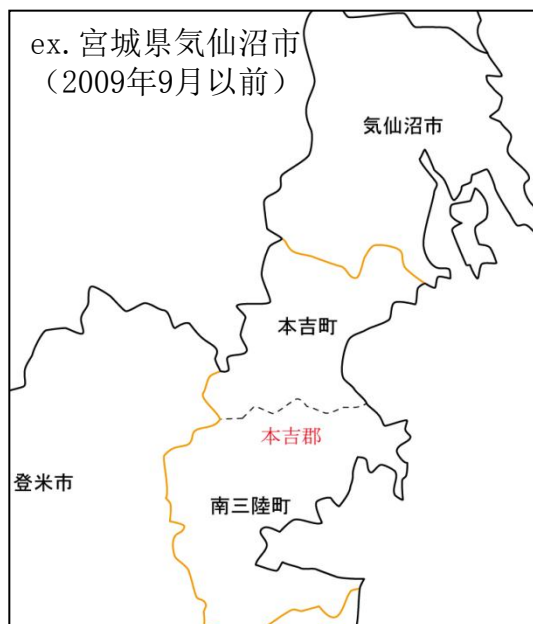 ex.宮城県気仙沼市
（2009年9月以前）
気仙沼市
本吉町
本吉郡
登米市
南三陸町